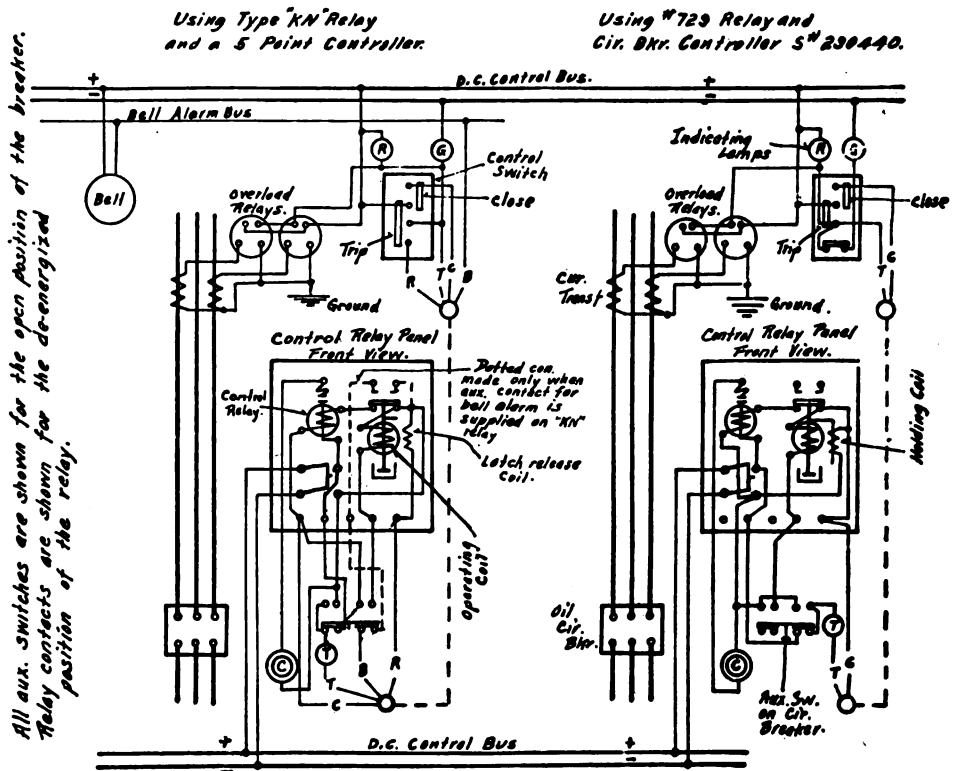 Using Type "KN" Relay
and a 5 Point Controller.
Using #729 Relay and
Cir. Bkr. Controller S# 290440.
All aux. switches are shown for the open position of the breaker.
Relay contacts are shown for the de-energized
position of the relay.
+
-
D.C. Control Bus.
+
-
Bell Alarm Bus
Bell
R
G
Control
Switch
Close
Overload
Relays.
Trip
R
T
C
B
Ground
Indicating
Lamps
R
G
Overload
Relays.
Close
Trip
T
C
Cur.
Transf
Ground.
Control Relay Panel
Front View.
Control
Relay.
Dotted con.
made only when
aux. contact for
bell alarm is
supplied on "KN"
relay
Latch release
Coil.
Operating
Coil
Control Relay Panel
Front View.
Holding Coil
Oil
Cir.
Bkr.
C
T
T
C
B
R
C
T
T
C
Aux. Sw.
on Cir.
Breaker.
+
-
D.C. Control Bus
+
-